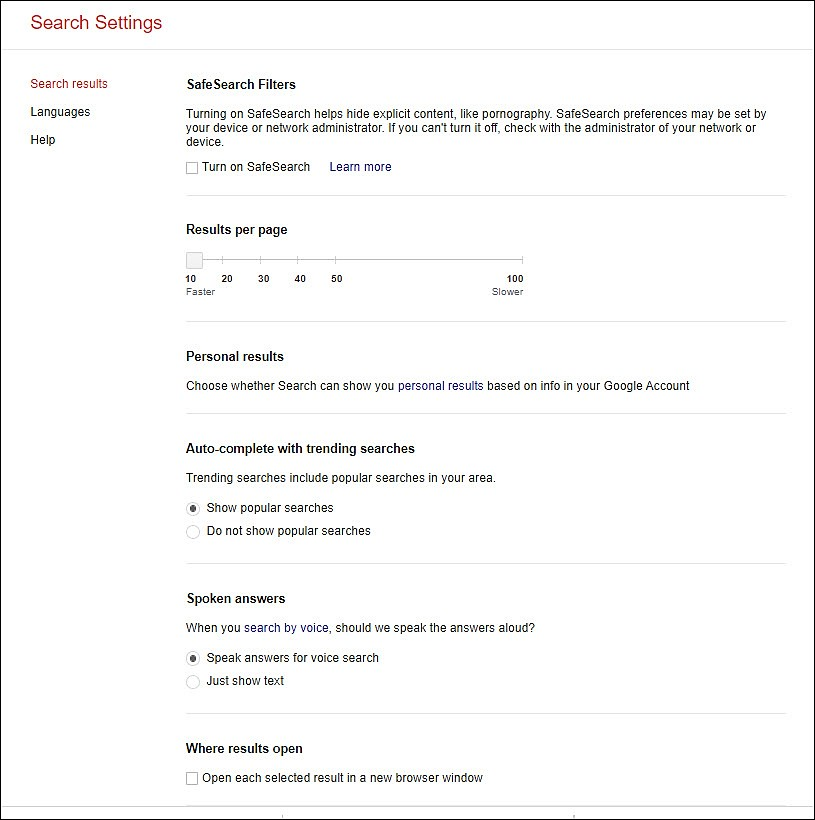 Search Settings
Search results
Languages
Help
SafeSearch Filters
Turning on SafeSearch helps hide explicit content, like pornography. SafeSearch preferences may be set by
your device or network administrator. If you can't turn it off, check with the administrator of your network or
device.
Turn on SafeSearch Learn more
Results per page
10 20 30 40 50 100
Faster Slower
Personal results
Choose whether Search can show you personal results based on info in your Google Account
Auto-complete with trending searches
Trending searches include popular searches in your area.
Show popular searches
Do not show popular searches
Spoken answers
When you search by voice, should we speak the answers aloud?
Speak answers for voice search
Just show text
Where results open
Open each selected result in a new browser window